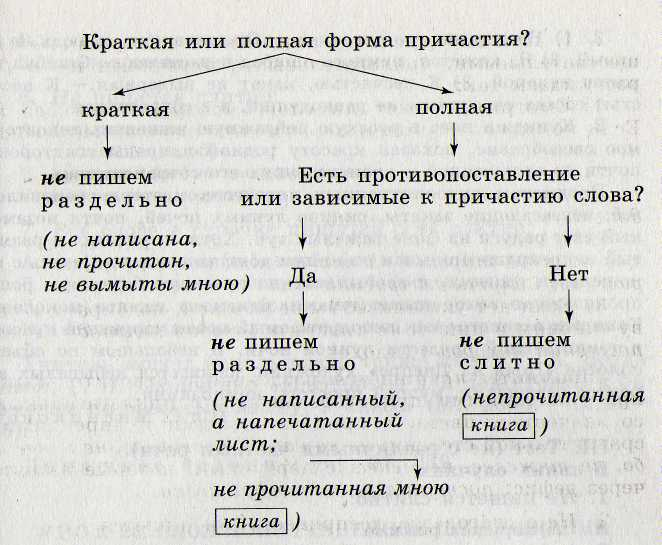 Краткая или полная форма причастия?
краткая
полная
не пишем
раздельно
(не написана,
не прочитан,
не вымыты мною)
Есть противопоставление
или зависимые к причастию слова?
Да
Нет
не пишем
раздельно
(не написанный,
а напечатанный
лист;
не прочитанная мною
книга)
не пишем
слитно
(непрочитанная
книга)